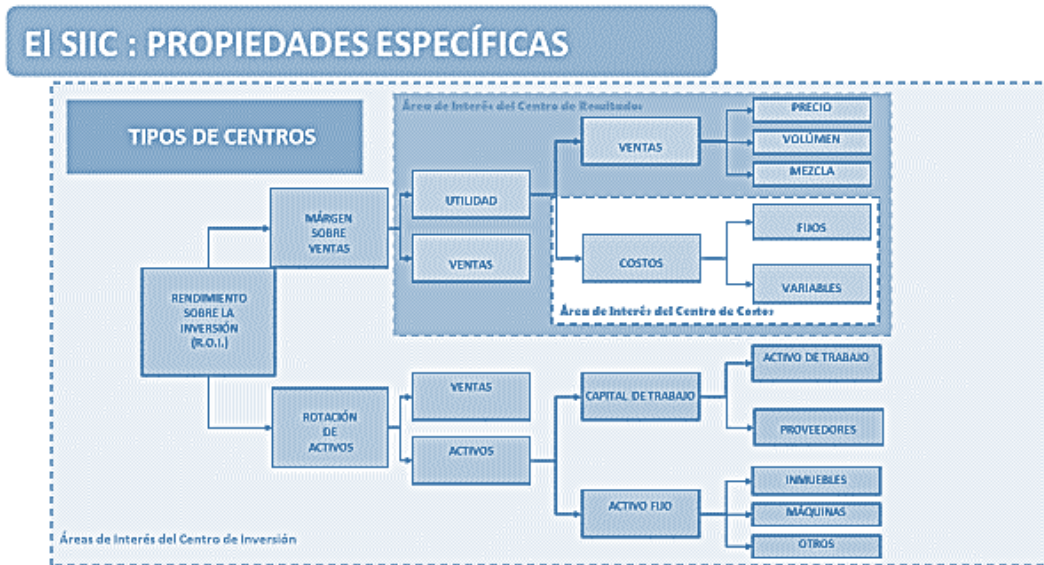 El SIIC : PROPIEDADES ESPECÍFICAS
TIPOS DE CENTROS
Área de Interés del Centro de Resultados
PRECIO
VOLÚMEN
MEZCLA
VENTAS
UTILIDAD
VENTAS
MÁRGEN
SOBRE
VENTAS
COSTOS
FIJOS
VARIABLES
Área de Interés del Centro de Costos
RENDIMIENTO
SOBRE LA
INVERSIÓN
(R.O.I.)
ROTACIÓN
DE
ACTIVOS
VENTAS
ACTIVOS
CAPITAL DE TRABAJO
ACTIVO DE TRABAJO
PROVEEDORES
ACTIVO FIJO
INMUEBLES
MÁQUINAS
OTROS
Áreas de Interés del Centro de Inversión